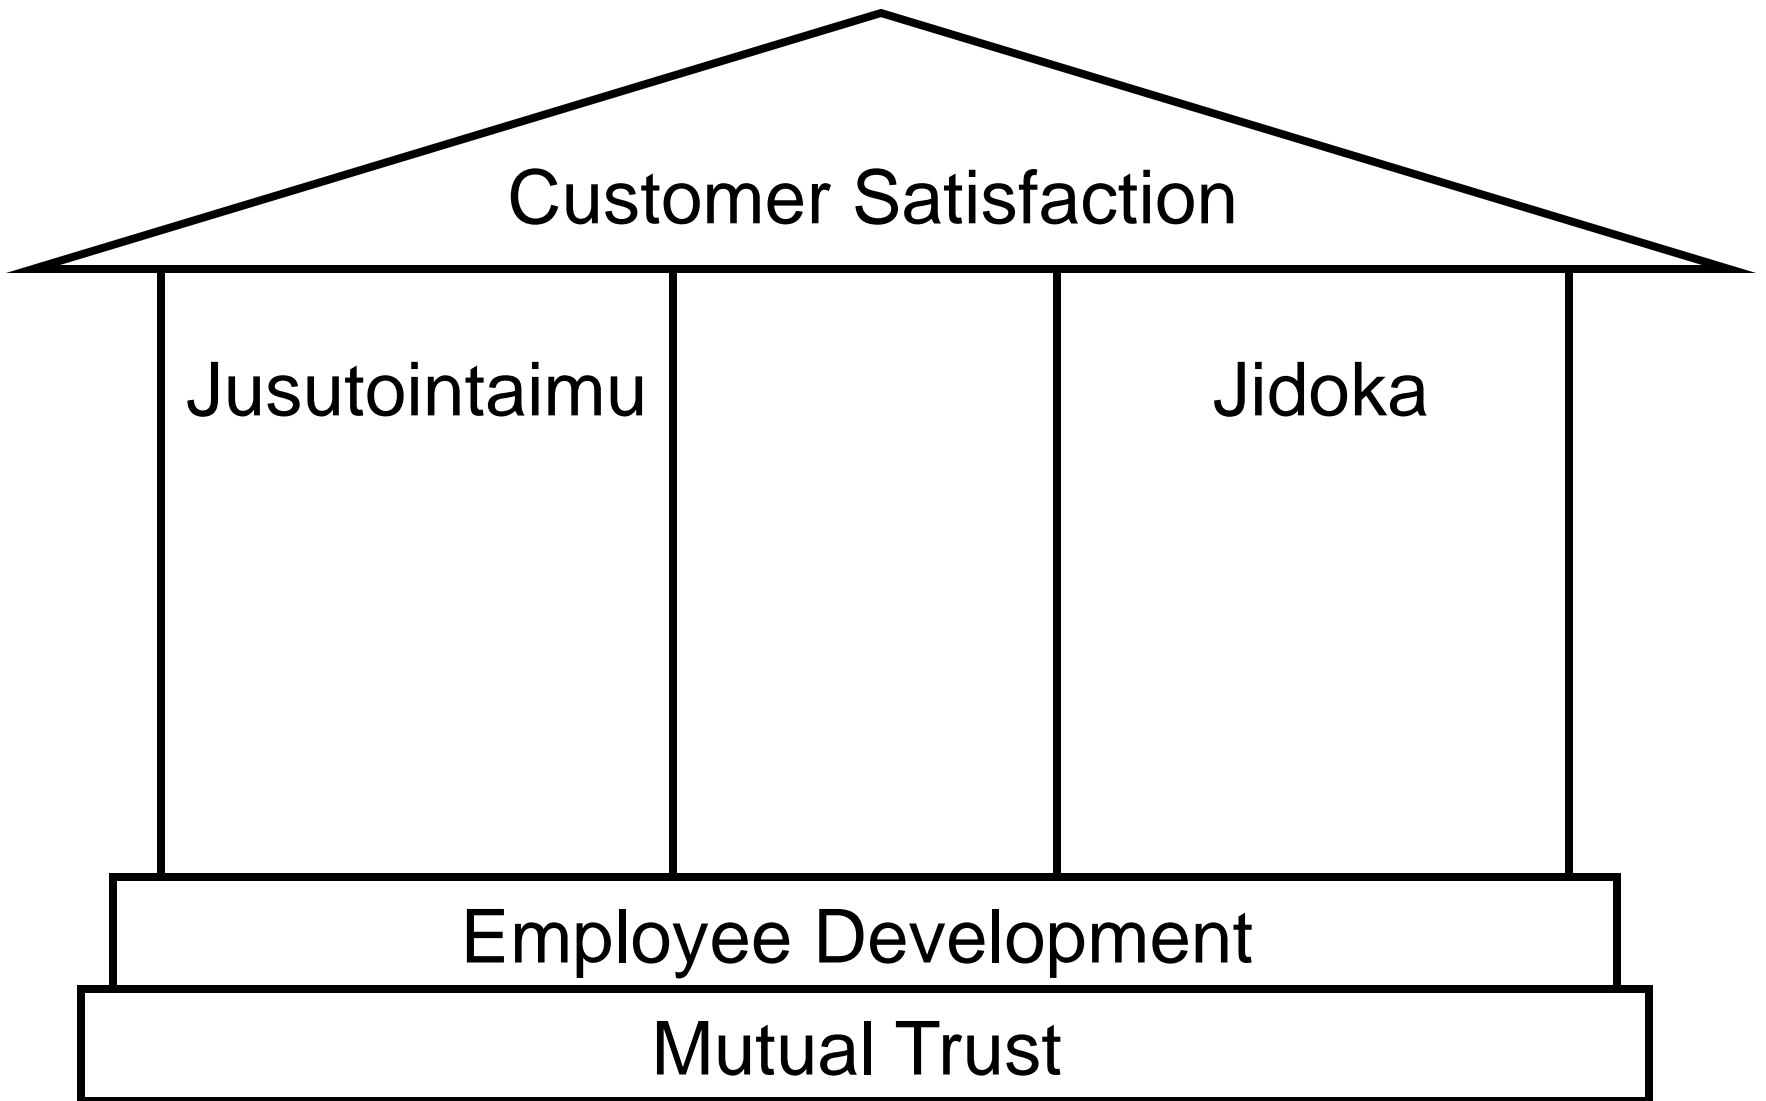 Customer Satisfaction
Jusutointaimu
Jidoka
Employee Development
Mutual Trust